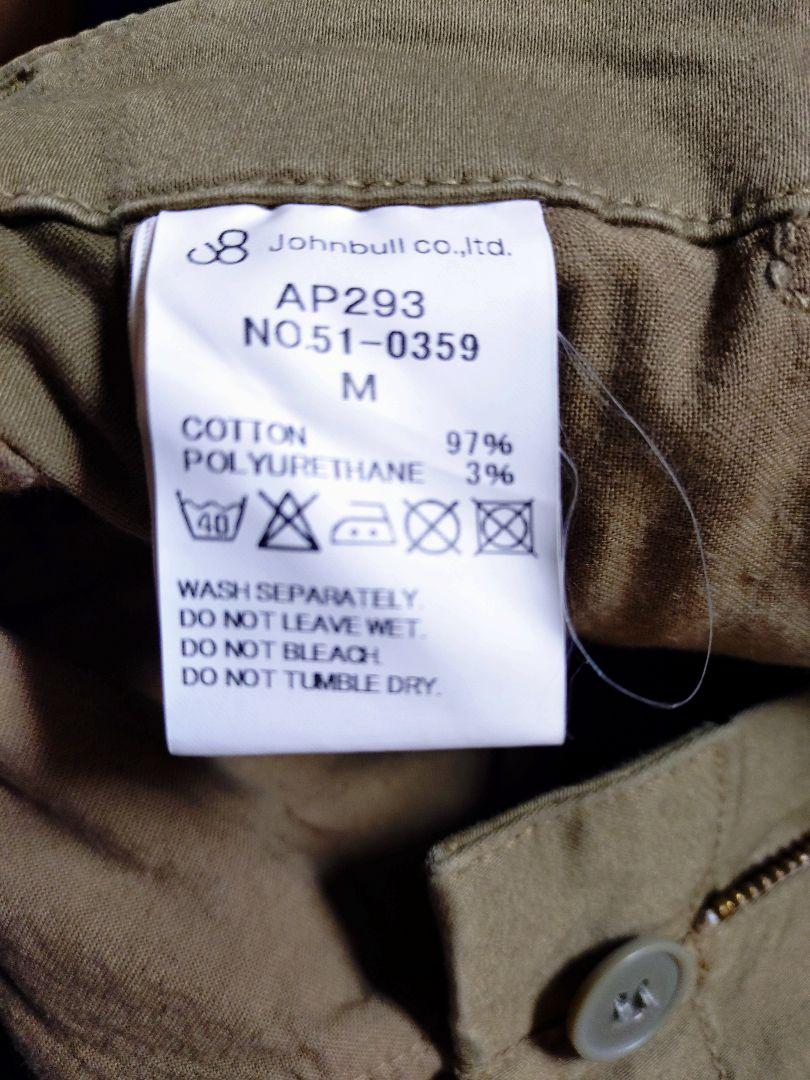 Johnbull co.,ltd.
AP293
NO.51-0359
M
COTTON 97%
POLYURETHANE 3%
40
WASH SEPARATELY.
DO NOT LEAVE WET.
DO NOT BLEACH.
DO NOT TUMBLE DRY.